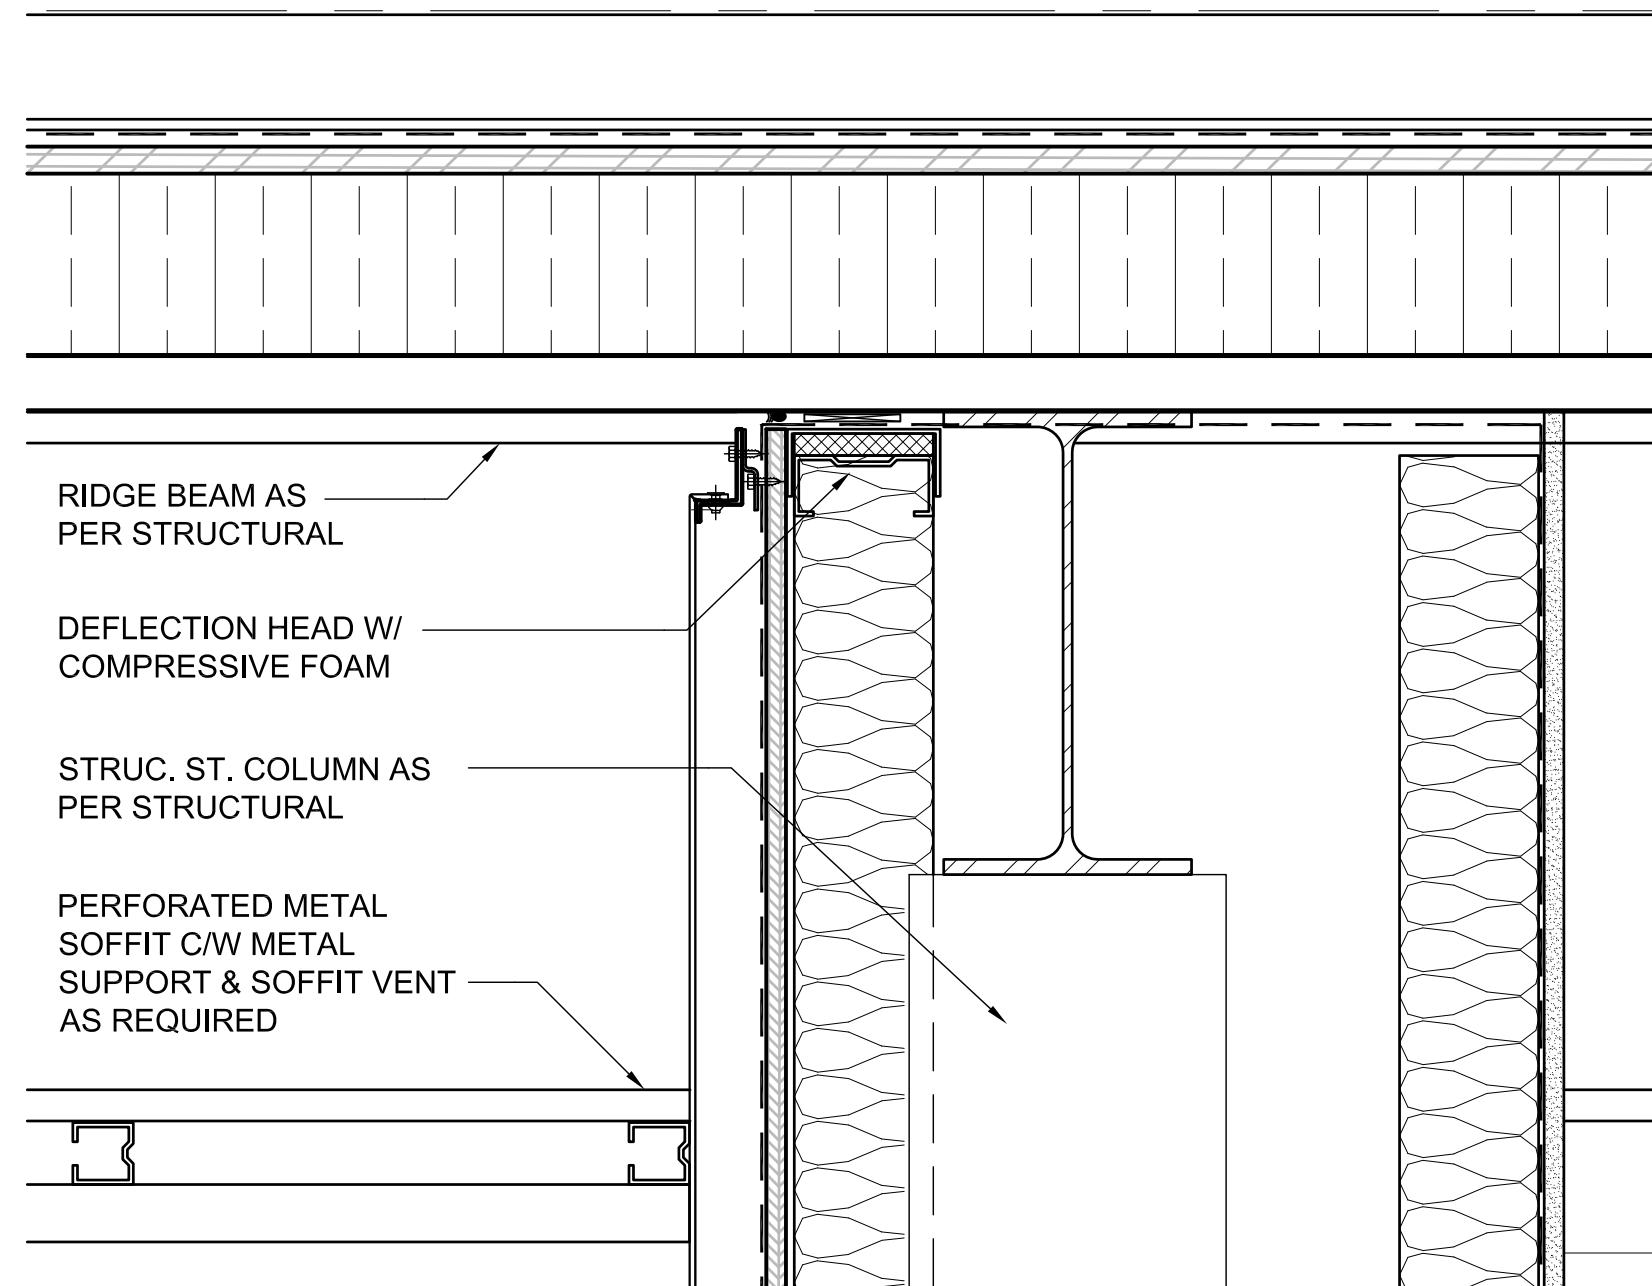 RIDGE BEAM AS
PER STRUCTURAL
DEFLECTION HEAD W/
COMPRESSIVE FOAM
STRUC. ST. COLUMN AS
PER STRUCTURAL
PERFORATED METAL
SOFFIT C/W METAL
SUPPORT & SOFFIT VENT
AS REQUIRED